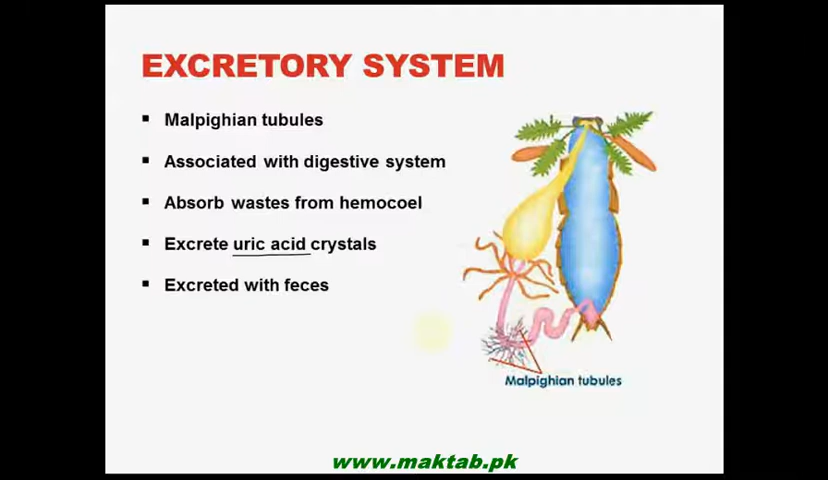 EXCRETORY SYSTEM
▪ Malpighian tubules
▪ Associated with digestive system
▪ Absorb wastes from hemocoel
▪ Excrete uric acid crystals
▪ Excreted with feces
Malpighian tubules
www.maktab.pk